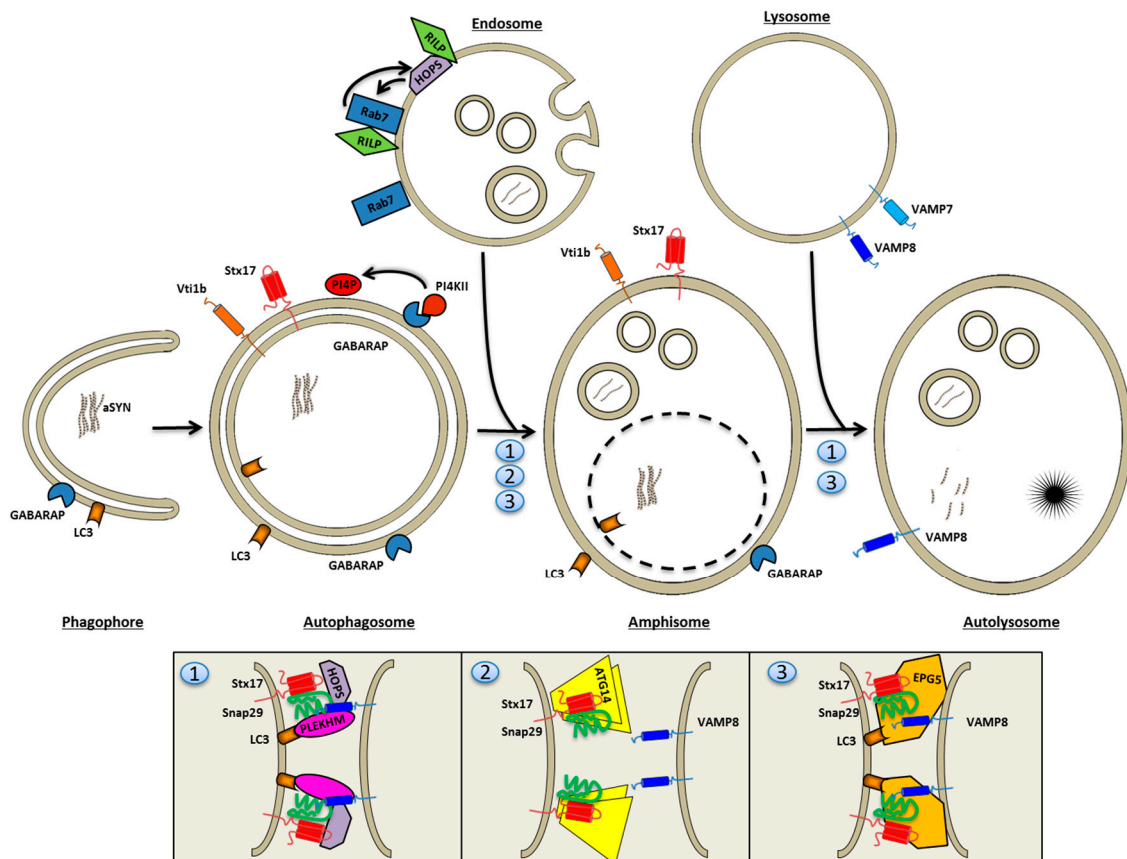 Endosome
Lysosome
RILP
HOPS
Rab7
RILP
Rab7
VAMP7
VAMP8
Stx17
Vti1b
PI4P
PI4KII
GABARAP
Stx17
Vti1b
aSYN
GABARAP
LC3
LC3
GABARAP
1
2
3
LC3
GABARAP
1
3
VAMP8
Phagophore
Autophagosome
Amphisome
Autolysosome
1
HOPS
Stx17
Snap29
PLEKHM
LC3
2
ATG14
Stx17
Snap29
VAMP8
3
EPG5
Stx17
Snap29
LC3
VAMP8